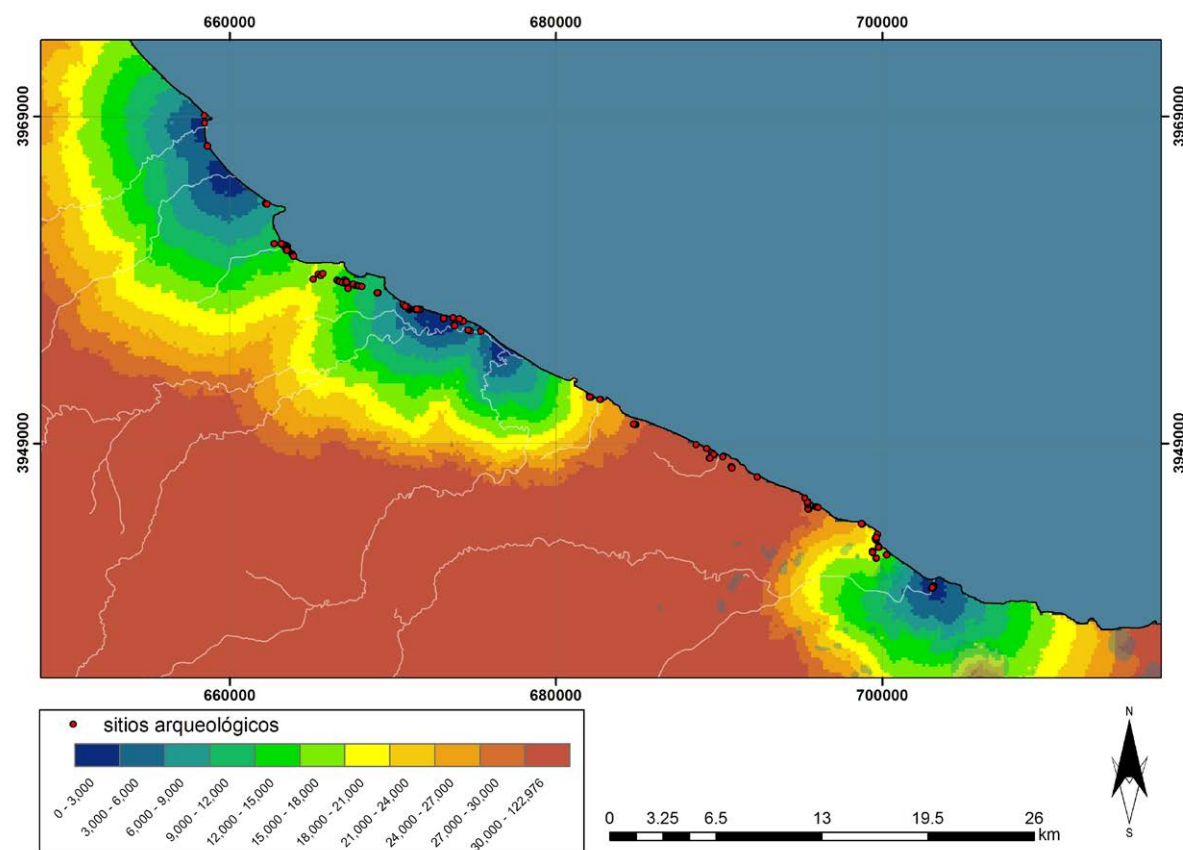 660000 680000 700000
3969000 3969000
3949000 3949000
660000 680000 700000
sitios arqueológicos
0 - 3,000
3,000 - 6,000
6,000 - 9,000
9,000 - 12,000
12,000 - 15,000
15,000 - 18,000
18,000 - 21,000
21,000 - 24,000
24,000 - 27,000
27,000 - 30,000
30,000 - 122,976
N
S
0 3.25 6.5 13 19.5 26
km